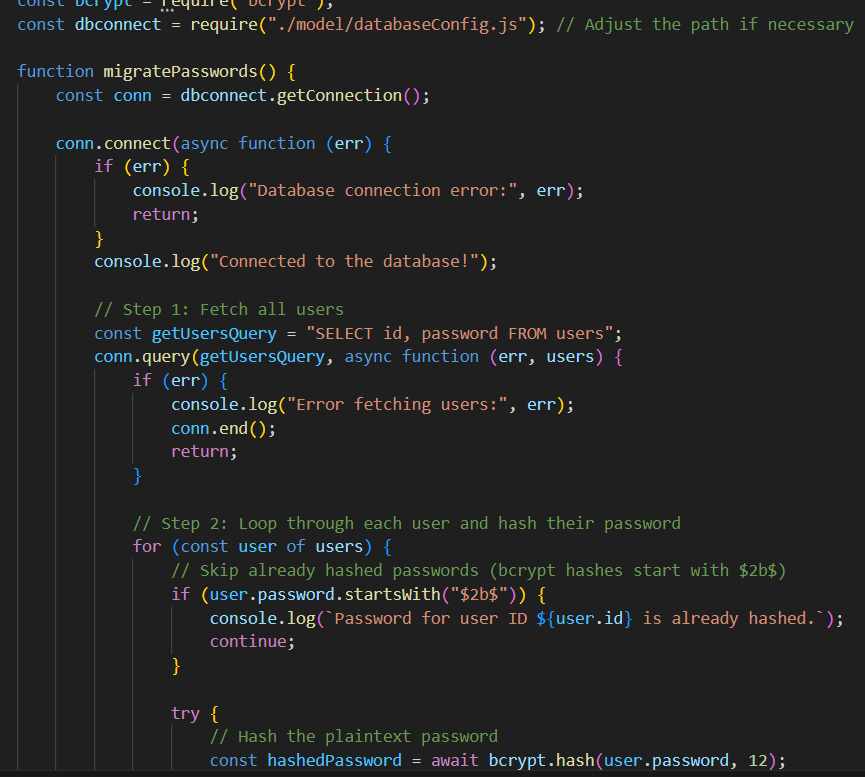 const bcrypt = require("bcrypt");
const dbconnect = require("./model/databaseConfig.js"); // Adjust the path if necessary
function migratePasswords() {
const conn = dbconnect.getConnection();
conn.connect(async function (err) {
if (err) {
console.log("Database connection error:", err);
return;
}
console.log("Connected to the database!");
// Step 1: Fetch all users
const getUsersQuery = "SELECT id, password FROM users";
conn.query(getUsersQuery, async function (err, users) {
if (err) {
console.log("Error fetching users:", err);
conn.end();
return;
}
// Step 2: Loop through each user and hash their password
for (const user of users) {
// Skip already hashed passwords (bcrypt hashes start with $2b$)
if (user.password.startsWith("$2b$")) {
console.log(`Password for user ID ${user.id} is already hashed.`);
continue;
}
try {
// Hash the plaintext password
const hashedPassword = await bcrypt.hash(user.password, 12);